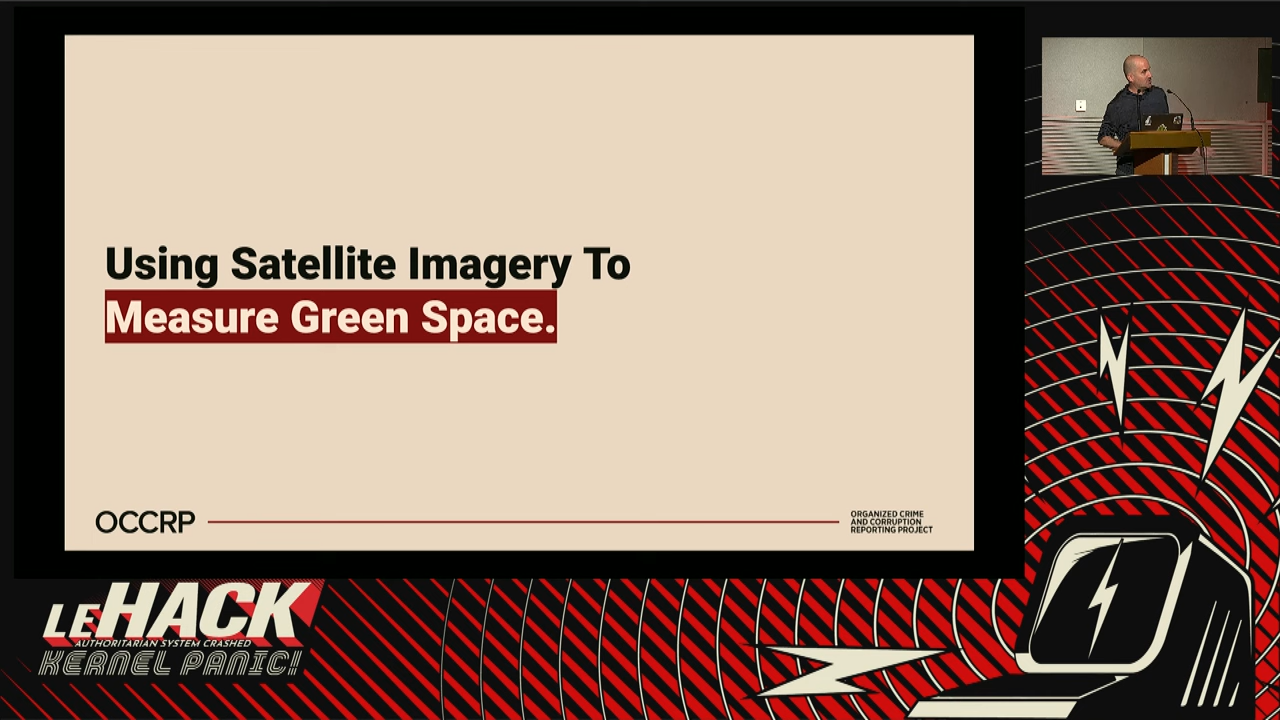 Using Satellite Imagery To
Measure Green Space.
OCCRP
ORGANIZED CRIME
AND CORRUPTION
REPORTING PROJECT
LEHACK
AUTHORITARIAN SYSTEM CRASHED
KERNEL PANIC!